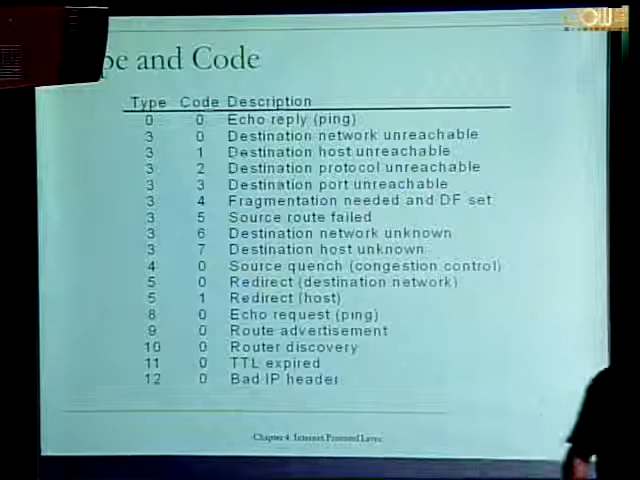 pe and Code
Type Code Description
0 0 Echo reply (ping)
3 0 Destination network unreachable
3 1 Destination host unreachable
3 2 Destination protocol unreachable
3 3 Destination port unreachable
3 4 Fragmentation needed and DF set
3 5 Source route failed
3 6 Destination network unknown
3 7 Destination host unknown
4 0 Source quench (congestion control)
5 0 Redirect (destination network)
5 1 Redirect (host)
8 0 Echo request (ping)
9 0 Route advertisement
10 0 Router discovery
11 0 TTL expired
12 0 Bad IP header
Chapter 4: Internet Protocol Layer